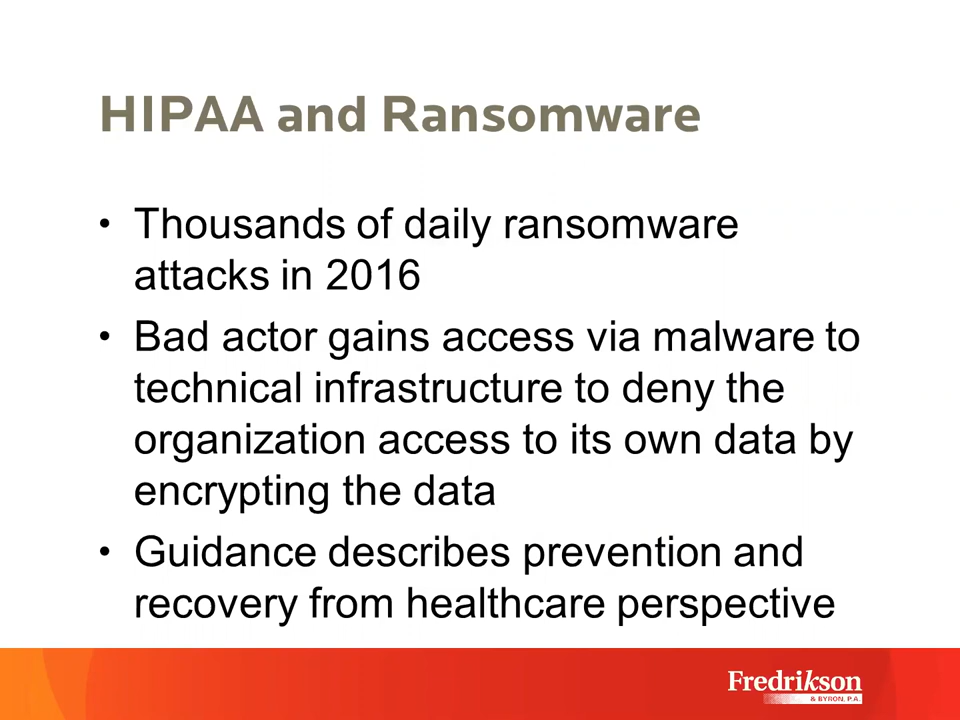 HIPAA and Ransomware
• Thousands of daily ransomware
attacks in 2016
• Bad actor gains access via malware to
technical infrastructure to deny the
organization access to its own data by
encrypting the data
• Guidance describes prevention and
recovery from healthcare perspective
Fredrikson
& BYRON, P.A.